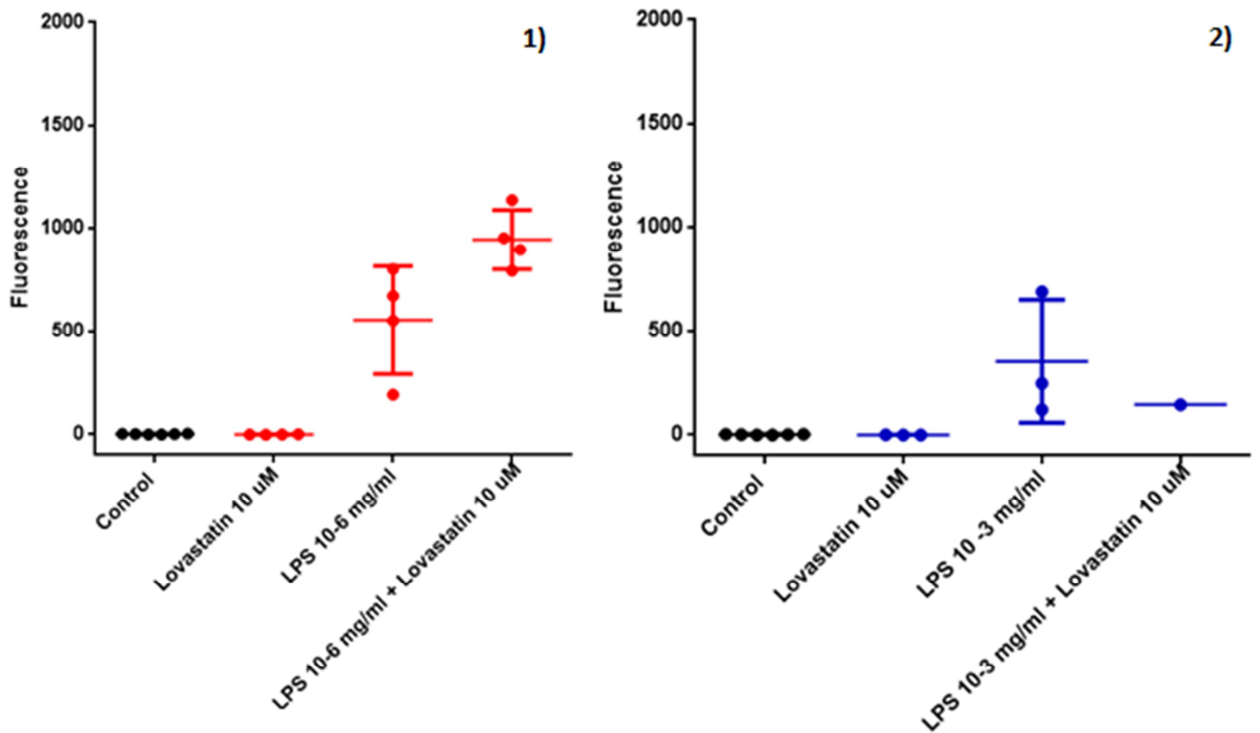 1)
2000
1500
1000
500
0
Fluorescence
Control
Lovastatin 10 uM
LPS 10-6 mg/ml
LPS 10-6 mg/ml + Lovastatin 10 uM
2)
2000
1500
1000
500
0
Fluorescence
Control
Lovastatin 10 uM
LPS 10 -3 mg/ml
LPS 10-3 mg/ml + Lovastatin 10 uM